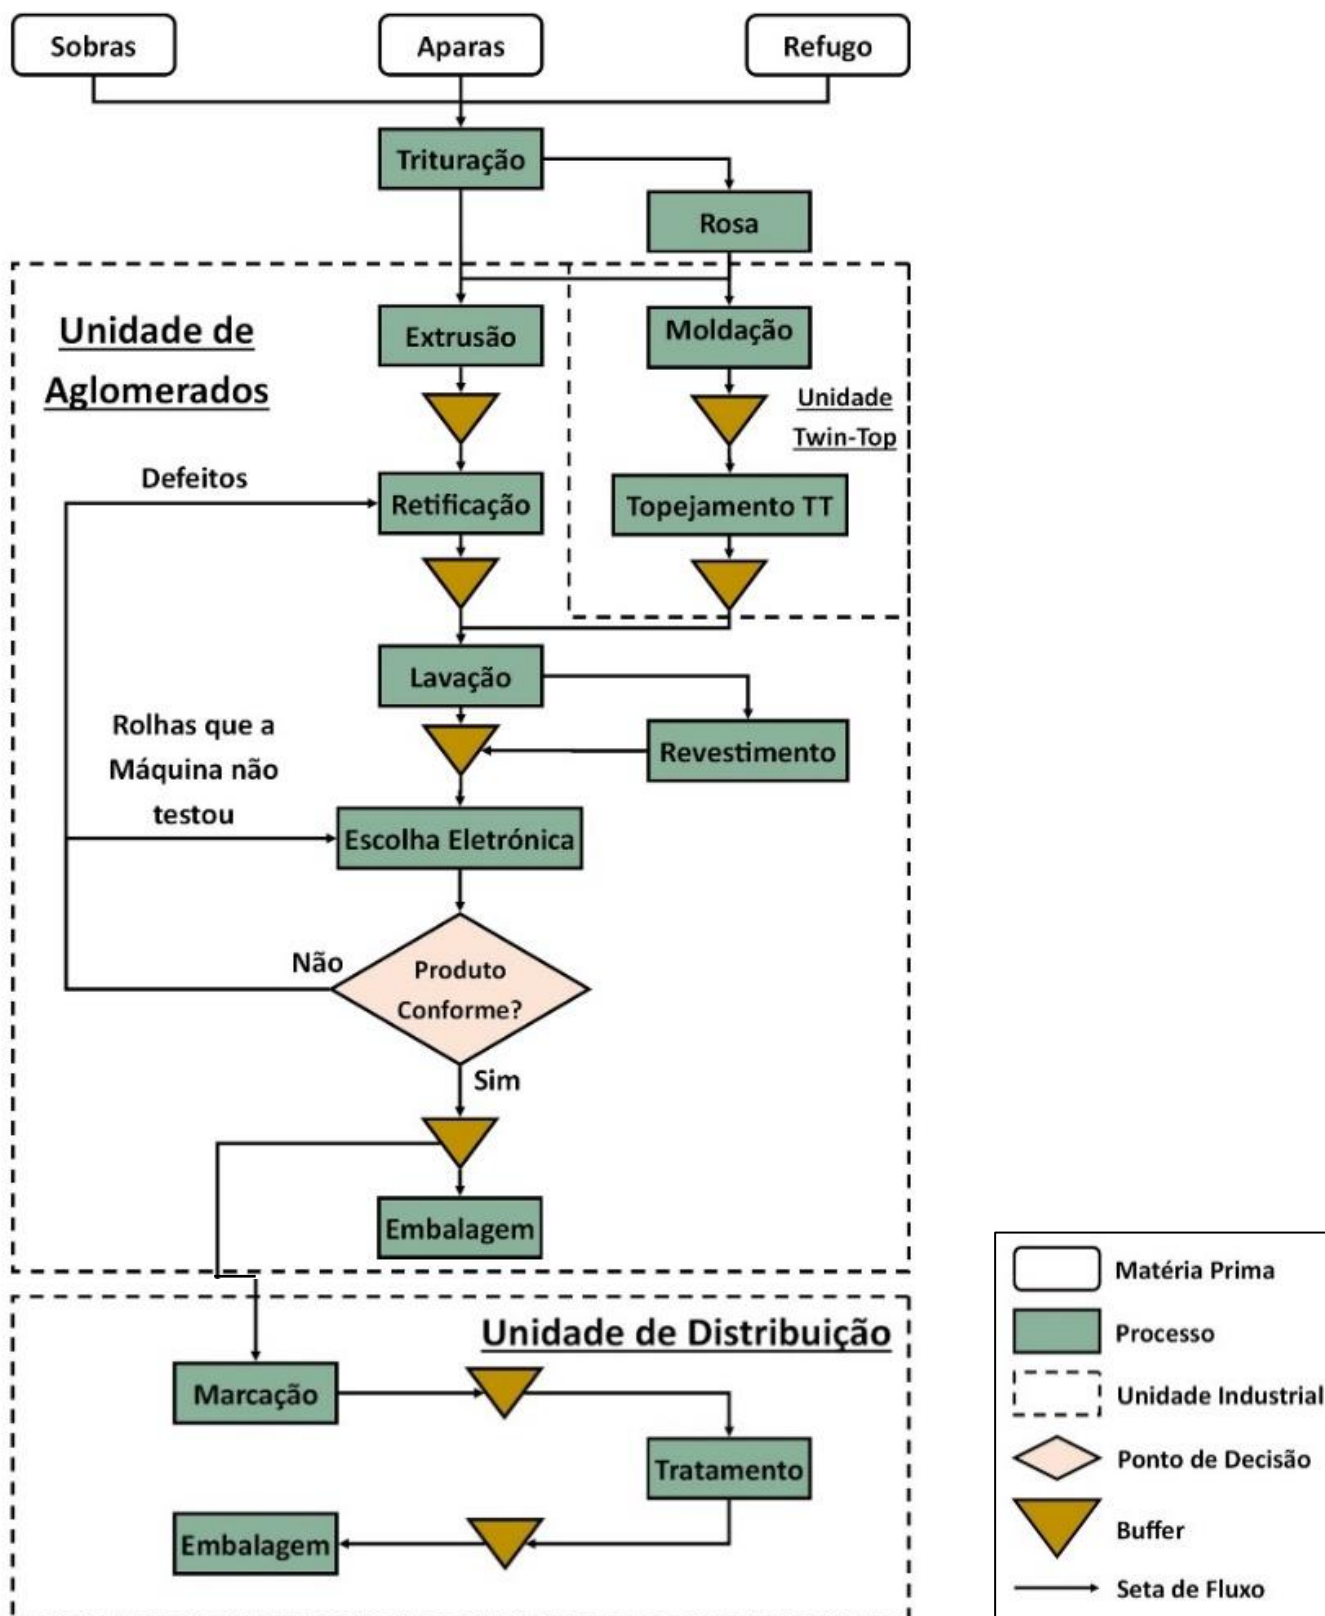 Sobras
Aparas
Refugo
Trituração
Rosa
Unidade de
Aglomerados
Extrusão
Moldação
Unidade
Twin-Top
Defeitos
Retificação
Topejamento TT
Lavação
Rolhas que a
Máquina não
testou
Revestimento
Escolha Eletrónica
Não
Produto
Conforme?
Sim
Embalagem
Unidade de Distribuição
Marcação
Tratamento
Embalagem
Matéria Prima
Processo
Unidade Industrial
Ponto de Decisão
Buffer
Seta de Fluxo